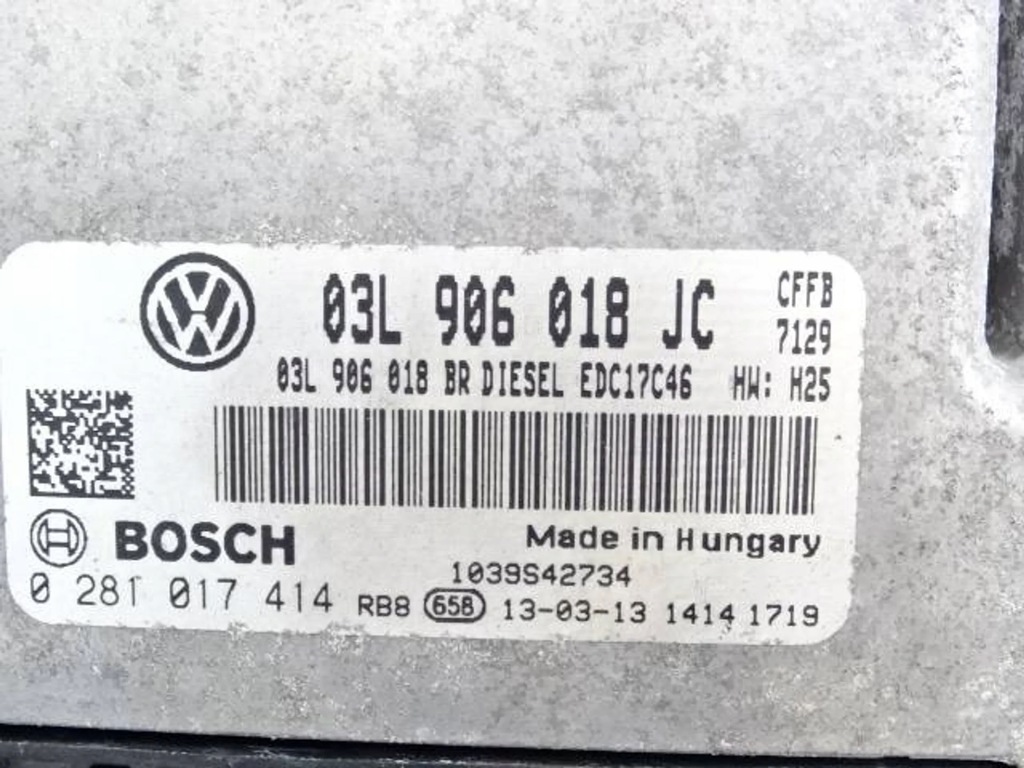 03L 906 018 JC CFFB
7129
03L 906 018 BR DIESEL EDC17C46 HW: H25
BOSCH
Made in Hungary
1039S42734
0 281 017 414 RB8 658 13-03-13 1414 1719